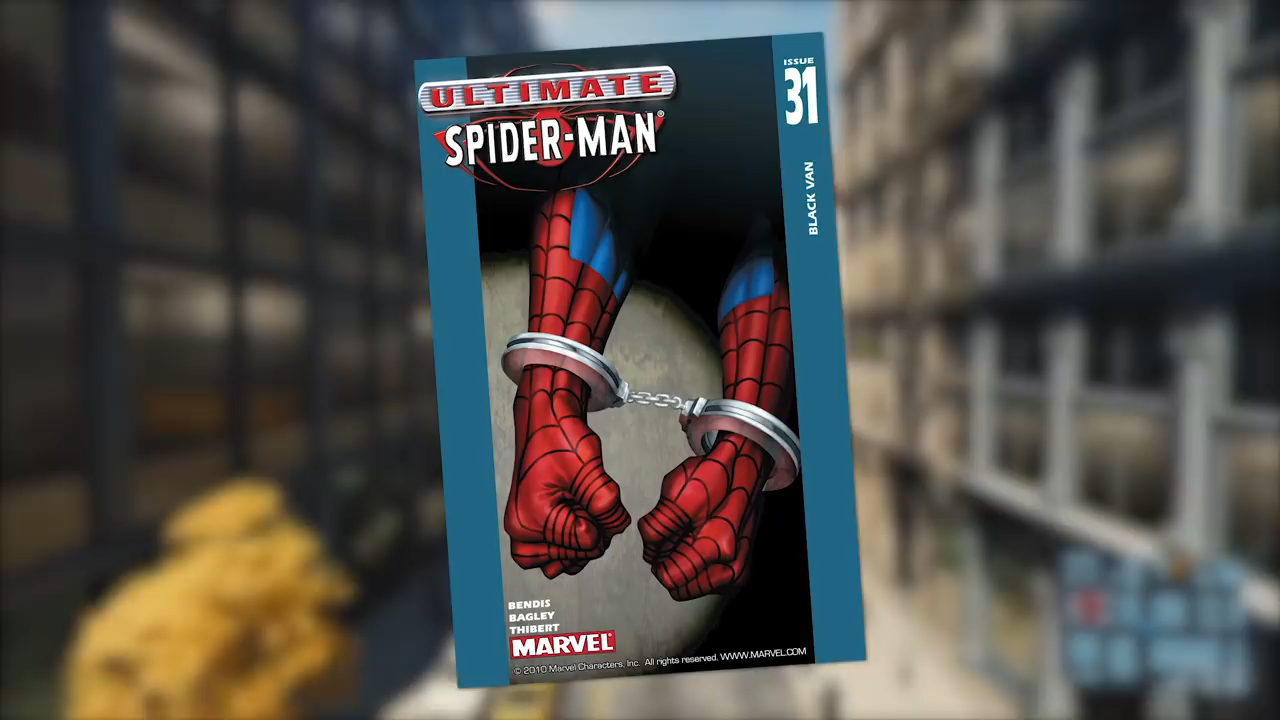 ULTIMATE
SPIDER-MAN®
ISSUE
31
BLACK VAN
BENDIS
BAGLEY
THIBERT
MARVEL®
© 2010 Marvel Characters, Inc. All rights reserved. WWW.MARVEL.COM